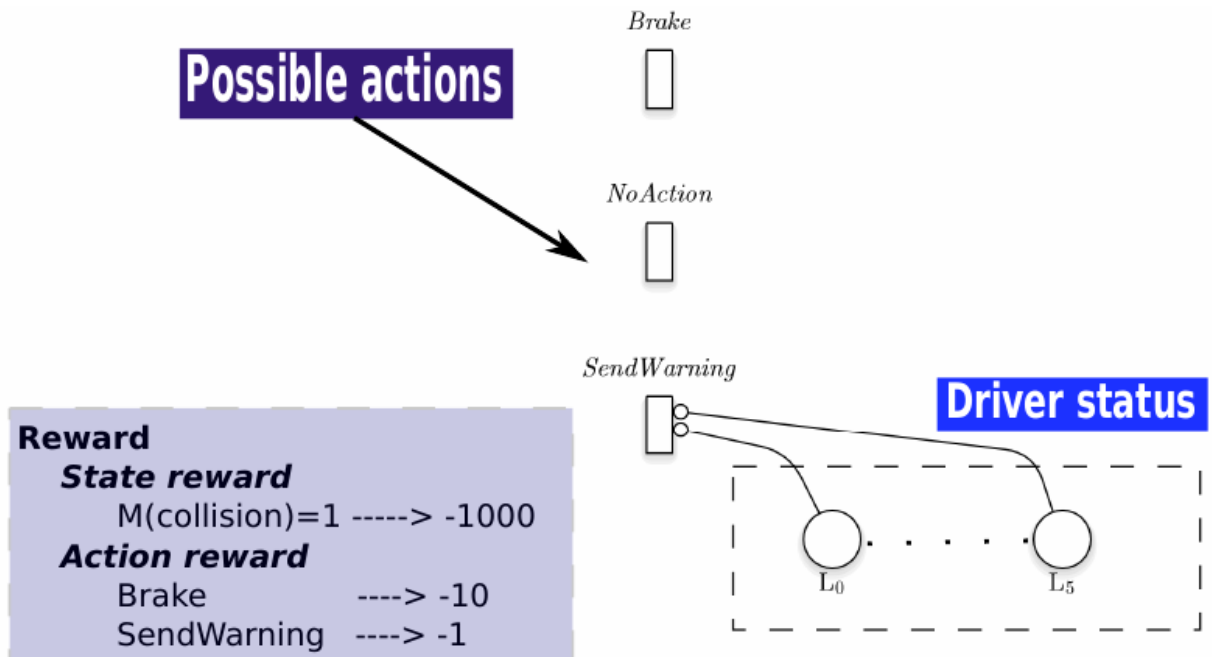 Brake
Possible actions
NoAction
SendWarning
Driver status
Reward
State reward
M(collision)=1 -----> -1000
Action reward
Brake ----> -10
SendWarning ----> -1
L0
L5